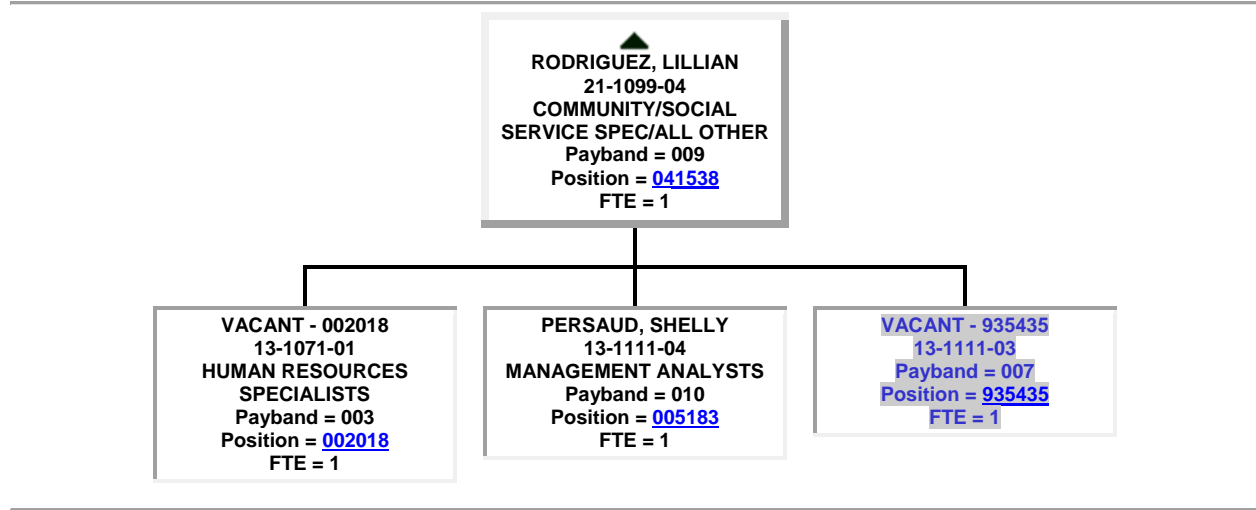 RODRIGUEZ, LILLIAN
21-1099-04
COMMUNITY/SOCIAL
SERVICE SPEC/ALL OTHER
Payband = 009
Position = 041538
FTE = 1
VACANT - 002018
13-1071-01
HUMAN RESOURCES
SPECIALISTS
Payband = 003
Position = 002018
FTE = 1
PERSAUD, SHELLY
13-1111-04
MANAGEMENT ANALYSTS
Payband = 010
Position = 005183
FTE = 1
VACANT - 935435
13-1111-03
Payband = 007
Position = 935435
FTE = 1